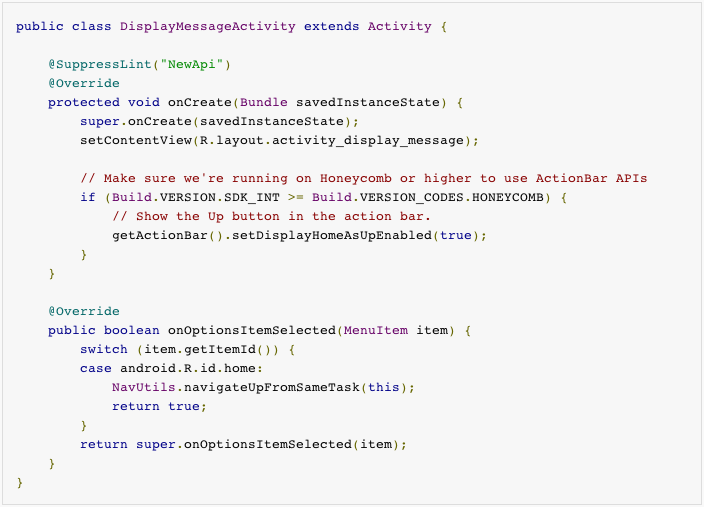 public class DisplayMessageActivity extends Activity {
@SuppressLint("NewApi")
@Override
protected void onCreate(Bundle savedInstanceState) {
super.onCreate(savedInstanceState);
setContentView(R.layout.activity_display_message);
// Make sure we're running on Honeycomb or higher to use ActionBar APIs
if (Build.VERSION.SDK_INT >= Build.VERSION_CODES.HONEYCOMB) {
// Show the Up button in the action bar.
getActionBar().setDisplayHomeAsUpEnabled(true);
}
}
@Override
public boolean onOptionsItemSelected(MenuItem item) {
switch (item.getItemId()) {
case android.R.id.home:
NavUtils.navigateUpFromSameTask(this);
return true;
}
return super.onOptionsItemSelected(item);
}
}